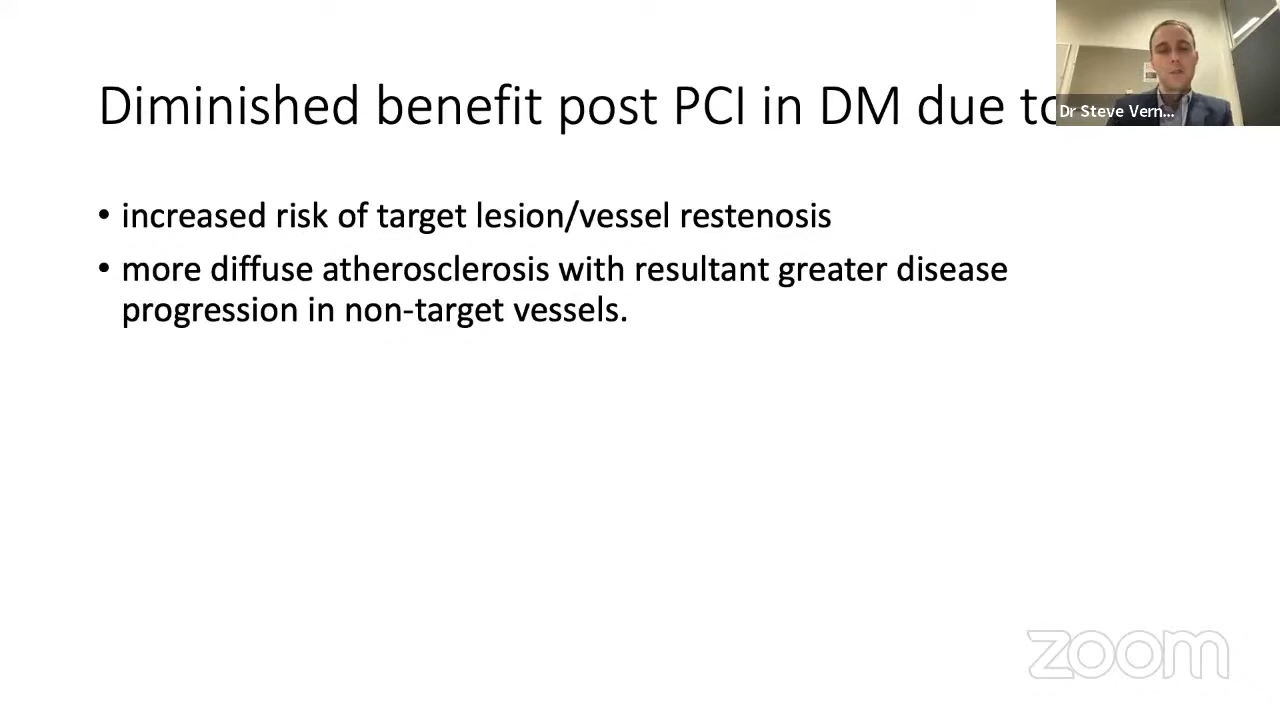 Diminished benefit post PCI in DM due to
Dr Steve Vern...
• increased risk of target lesion/vessel restenosis
• more diffuse atherosclerosis with resultant greater disease
progression in non-target vessels.
zoom